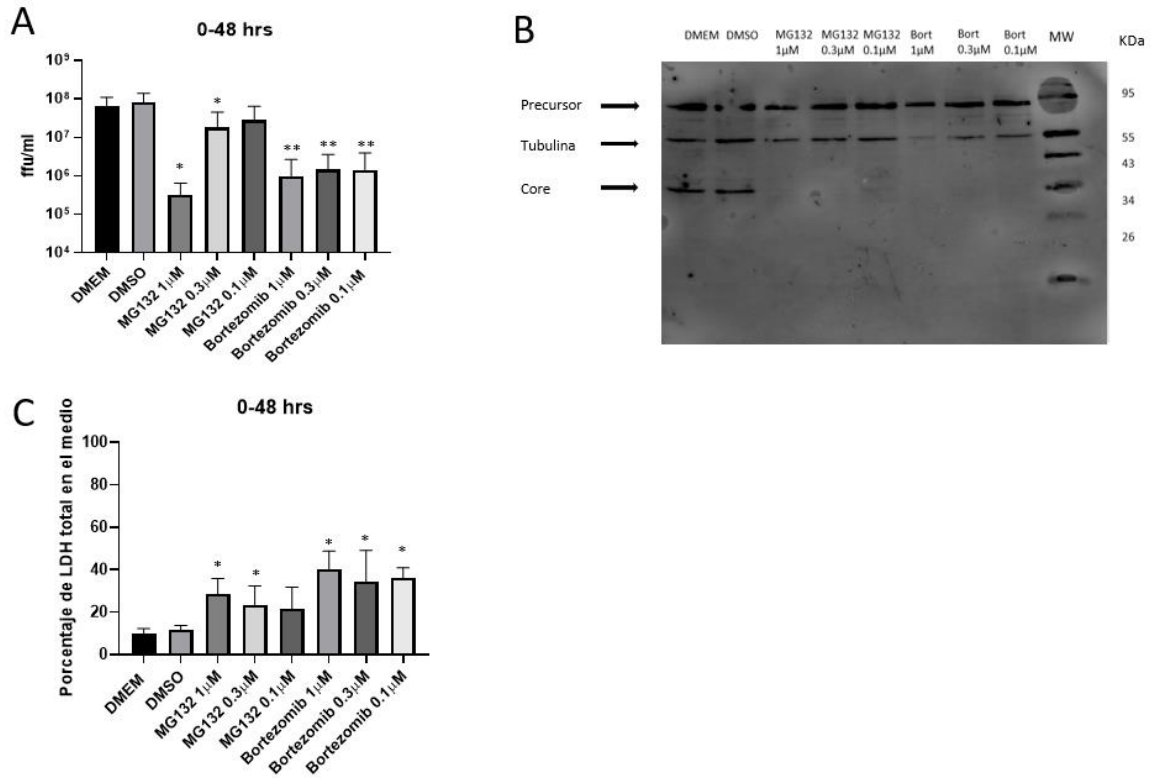 A
0-48 hrs
ffu/ml
10⁹
10⁸
10⁷
10⁶
10⁵
10⁴
*
*
**
**
**
DMEM
DMSO
MG132 1µM
MG132 0.3µM
MG132 0.1µM
Bortezomib 1µM
Bortezomib 0.3µM
Bortezomib 0.1µM
B
DMEM DMSO MG132 MG132 MG132 Bort Bort Bort MW KDa
1µM 0.3µM 0.1µM 1µM 0.3µM 0.1µM
Precursor
Tubulina
Core
95
55
43
34
26
C
0-48 hrs
Porcentaje de LDH total en el medio
100
80
60
40
20
0
*
*
*
*
*
DMEM
DMSO
MG132 1µM
MG132 0.3µM
MG132 0.1µM
Bortezomib 1µM
Bortezomib 0.3µM
Bortezomib 0.1µM